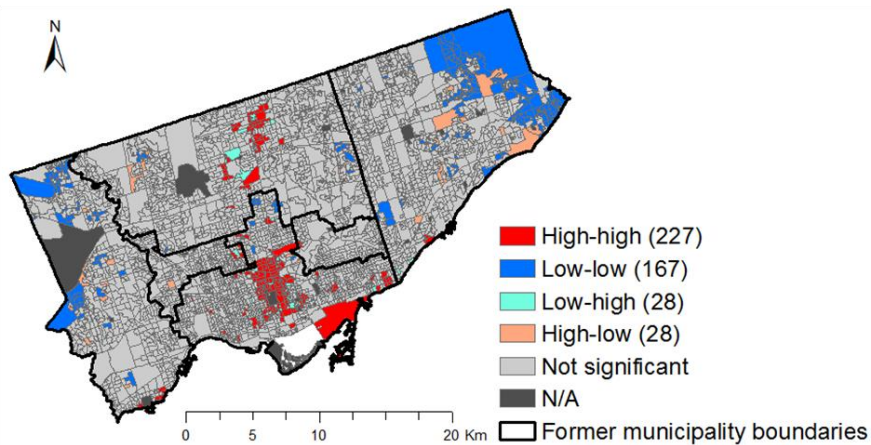 N
High-high (227)
Low-low (167)
Low-high (28)
High-low (28)
Not significant
N/A
Former municipality boundaries
0 5 10 20 Km